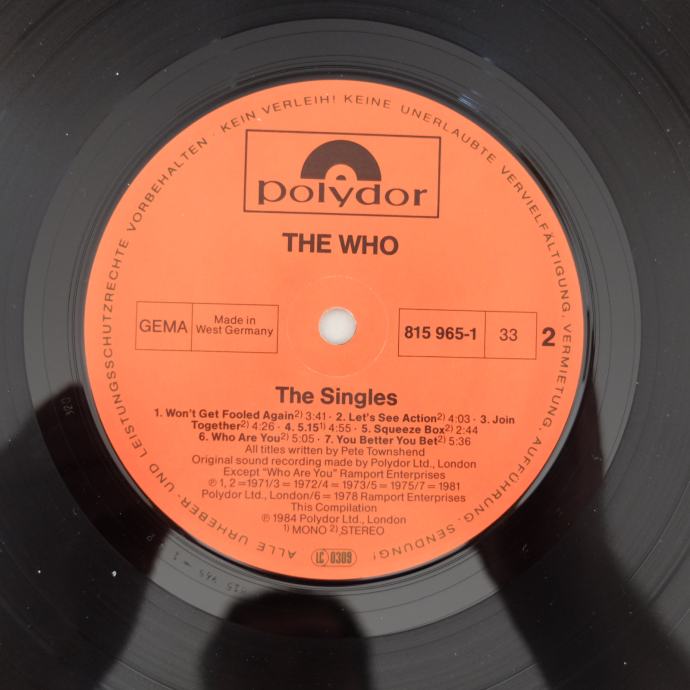 ALLE URHEBER- UND LEISTUNGSSCHUTZRECHTE VORBEHALTEN · KEIN VERLEIH! KEINE UNERLAUBTE VERVIELFÄLTIGUNG, VERMIETUNG, AUFFÜHRUNG, SENDUNG!
polydor
THE WHO
GEMA
Made in
West Germany
815 965-1
33
2
The Singles
1. Won't Get Fooled Again2) 3:41 · 2. Let's See Action2) 4:03 · 3. Join
Together2) 4:26 · 4. 5.151) 4:55 · 5. Squeeze Box2) 2:44
6. Who Are You2) 5:05 · 7. You Better You Bet2) 5:36
All titles written by Pete Townshend
Original sound recording made by Polydor Ltd., London
Except "Who Are You" Ramport Enterprises
℗ 1, 2 = 1971/3 = 1972/4 = 1973/5 = 1975/7 = 1981
Polydor Ltd., London/6 = 1978 Ramport Enterprises
This Compilation
℗ 1984 Polydor Ltd., London
1) MONO 2) STEREO
LC 0309